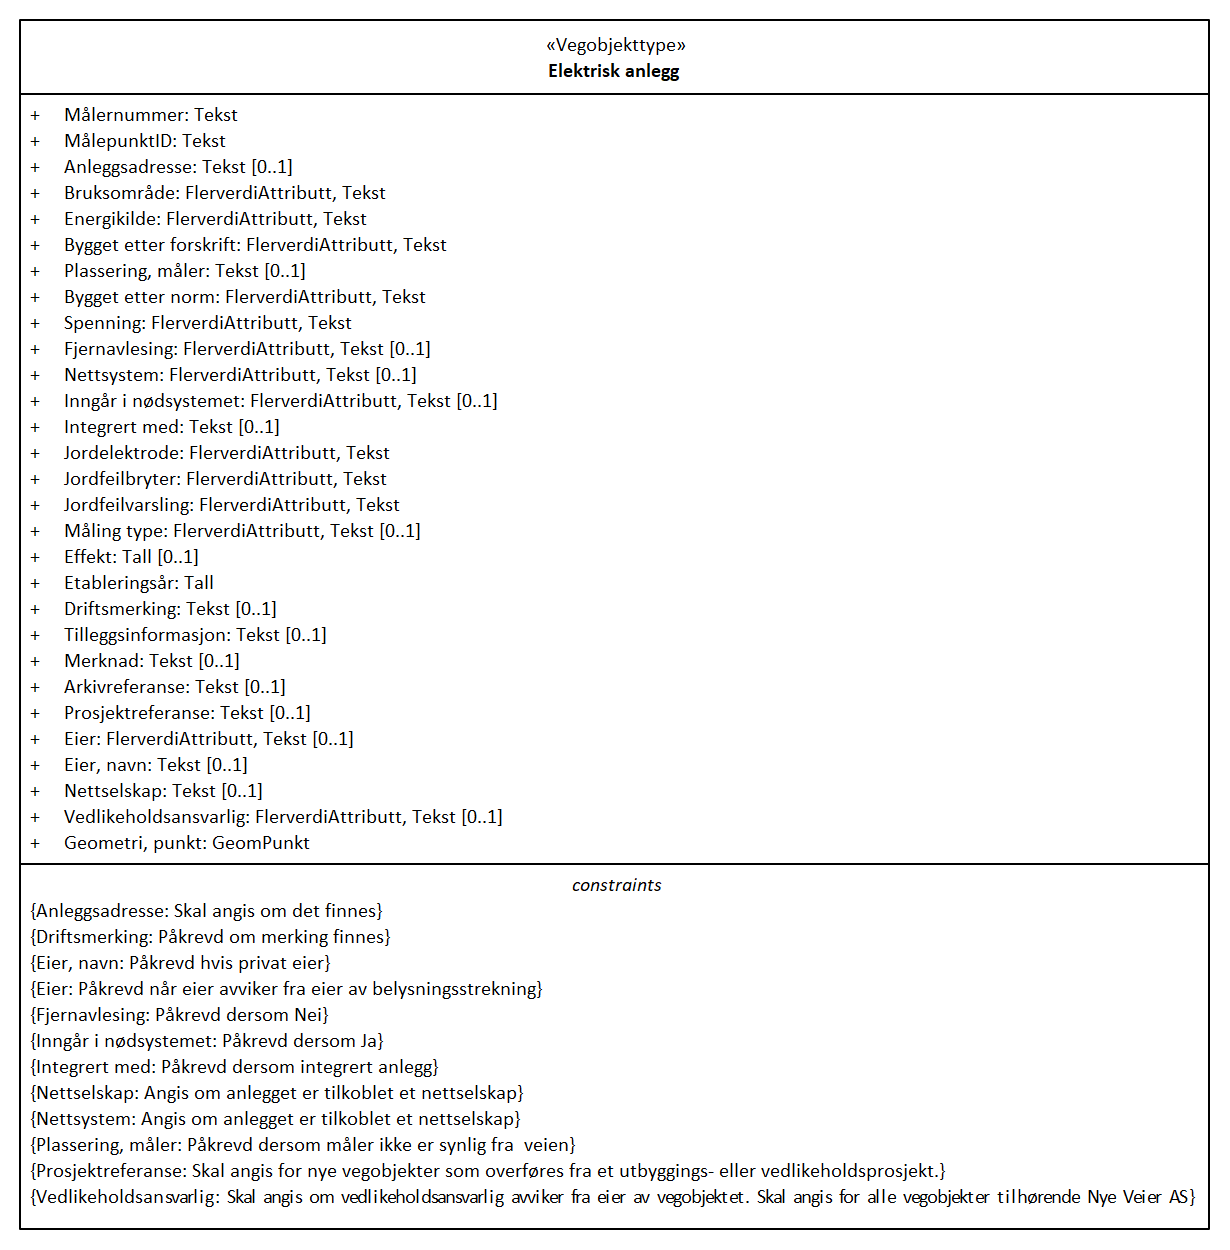 «Vegobjekttype»
Elektrisk anlegg
+ Målernummer: Tekst
+ MålepunktID: Tekst
+ Anleggsadresse: Tekst [0..1]
+ Bruksområde: FlerverdiAttributt, Tekst
+ Energikilde: FlerverdiAttributt, Tekst
+ Bygget etter forskrift: FlerverdiAttributt, Tekst
+ Plassering, måler: Tekst [0..1]
+ Bygget etter norm: FlerverdiAttributt, Tekst
+ Spenning: FlerverdiAttributt, Tekst
+ Fjernavlesing: FlerverdiAttributt, Tekst [0..1]
+ Nettsystem: FlerverdiAttributt, Tekst [0..1]
+ Inngår i nødsystemet: FlerverdiAttributt, Tekst [0..1]
+ Integrert med: Tekst [0..1]
+ Jordelektrode: FlerverdiAttributt, Tekst
+ Jordfeilbryter: FlerverdiAttributt, Tekst
+ Jordfeilvarsling: FlerverdiAttributt, Tekst
+ Måling type: FlerverdiAttributt, Tekst [0..1]
+ Effekt: Tall [0..1]
+ Etableringsår: Tall
+ Driftsmerking: Tekst [0..1]
+ Tilleggsinformasjon: Tekst [0..1]
+ Merknad: Tekst [0..1]
+ Arkivreferanse: Tekst [0..1]
+ Prosjektreferanse: Tekst [0..1]
+ Eier: FlerverdiAttributt, Tekst [0..1]
+ Eier, navn: Tekst [0..1]
+ Nettselskap: Tekst [0..1]
+ Vedlikeholdsansvarlig: FlerverdiAttributt, Tekst [0..1]
+ Geometri, punkt: GeomPunkt
constraints
{Anleggsadresse: Skal angis om det finnes}
{Driftsmerking: Påkrevd om merking finnes}
{Eier, navn: Påkrevd hvis privat eier}
{Eier: Påkrevd når eier avviker fra eier av belysningsstrekning}
{Fjernavlesing: Påkrevd dersom Nei}
{Inngår i nødsystemet: Påkrevd dersom Ja}
{Integrert med: Påkrevd dersom integrert anlegg}
{Nettselskap: Angis om anlegget er tilkoblet et nettselskap}
{Nettsystem: Angis om anlegget er tilkoblet et nettselskap}
{Plassering, måler: Påkrevd dersom måler ikke er synlig fra  veien}
{Prosjektreferanse: Skal angis for nye vegobjekter som overføres fra et utbyggings- eller vedlikeholdsprosjekt.}
{Vedlikeholdsansvarlig: Skal angis om vedlikeholdsansvarlig avviker fra eier av vegobjektet. Skal angis for alle vegobjekter tilhørende Nye Veier AS}